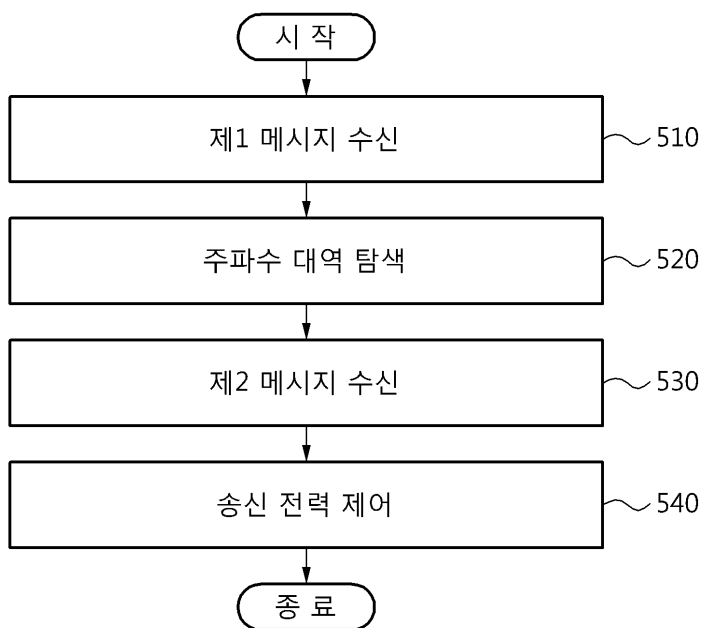 시 작
제1 메시지 수신
510
주파수 대역 탐색
520
제2 메시지 수신
530
송신 전력 제어
540
종 료